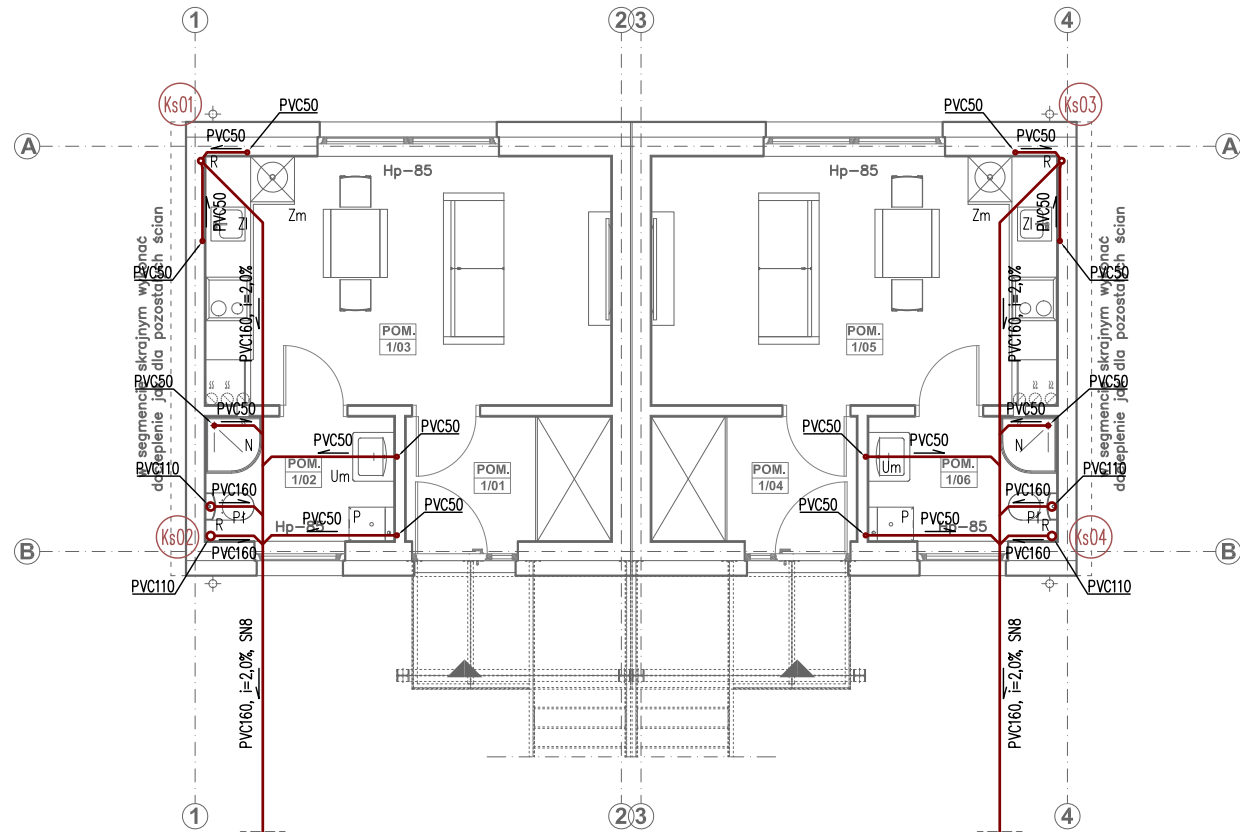 1
2
3
4
Ks01
PVC50
PVC50
Ks03
PVC50
PVC50
A
R
Hp-85
Hp-85
R
A
Zm
Zm
PVC50
Zl
Zl
PVC50
PVC50
PVC50
segmencie skrajnym wykonać
docieplenie jak dla pozostałych ścian
segmencie skrajnym wykonać
docieplenie jak dla pozostałych ścian
PVC160, i=2,0%
PVC160, i=2,0%
POM.
1/03
POM.
1/05
PVC50
PVC50
PVC50
PVC50
N
PVC50
PVC50
PVC50
PVC50
N
PVC110
POM.
1/02
Um
POM.
1/01
POM.
1/04
Um
POM.
1/06
PVC110
PVC160
PVC160
Pt
P
PVC50
PVC50
P
Pt
R
Hp-85
PVC50
PVC50
Hp-85
R
Ks02
Ks04
B
PVC160
PVC160
B
PVC110
PVC110
PVC160, i=2,0%, SN8
PVC160, i=2,0%, SN8
1
2
3
4